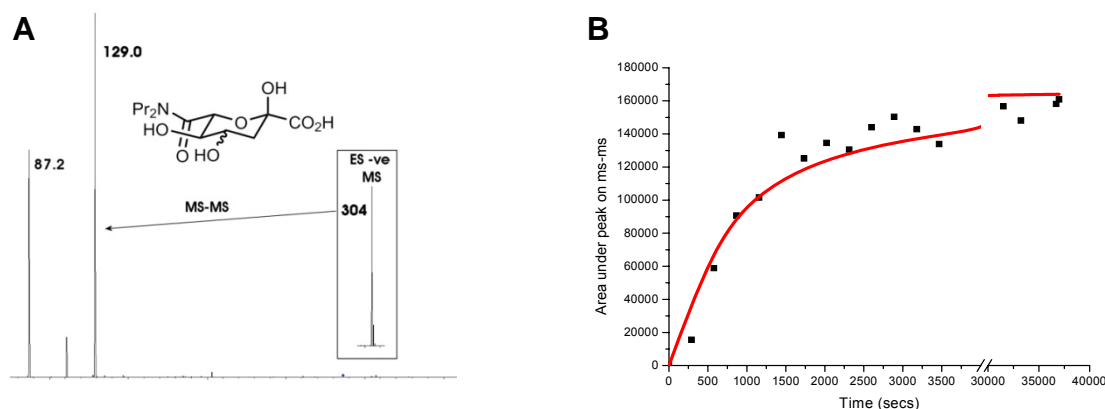 A
129.0
87.2
OH
Pr₂N
O
CO₂H
HO
HO
O
MS-MS
ES -ve
MS
304
B
Area under peak on ms-ms
180000
160000
140000
120000
100000
80000
60000
40000
20000
0
0 500 1000 1500 2000 2500 3000 3500 30000 35000 40000
Time (secs)